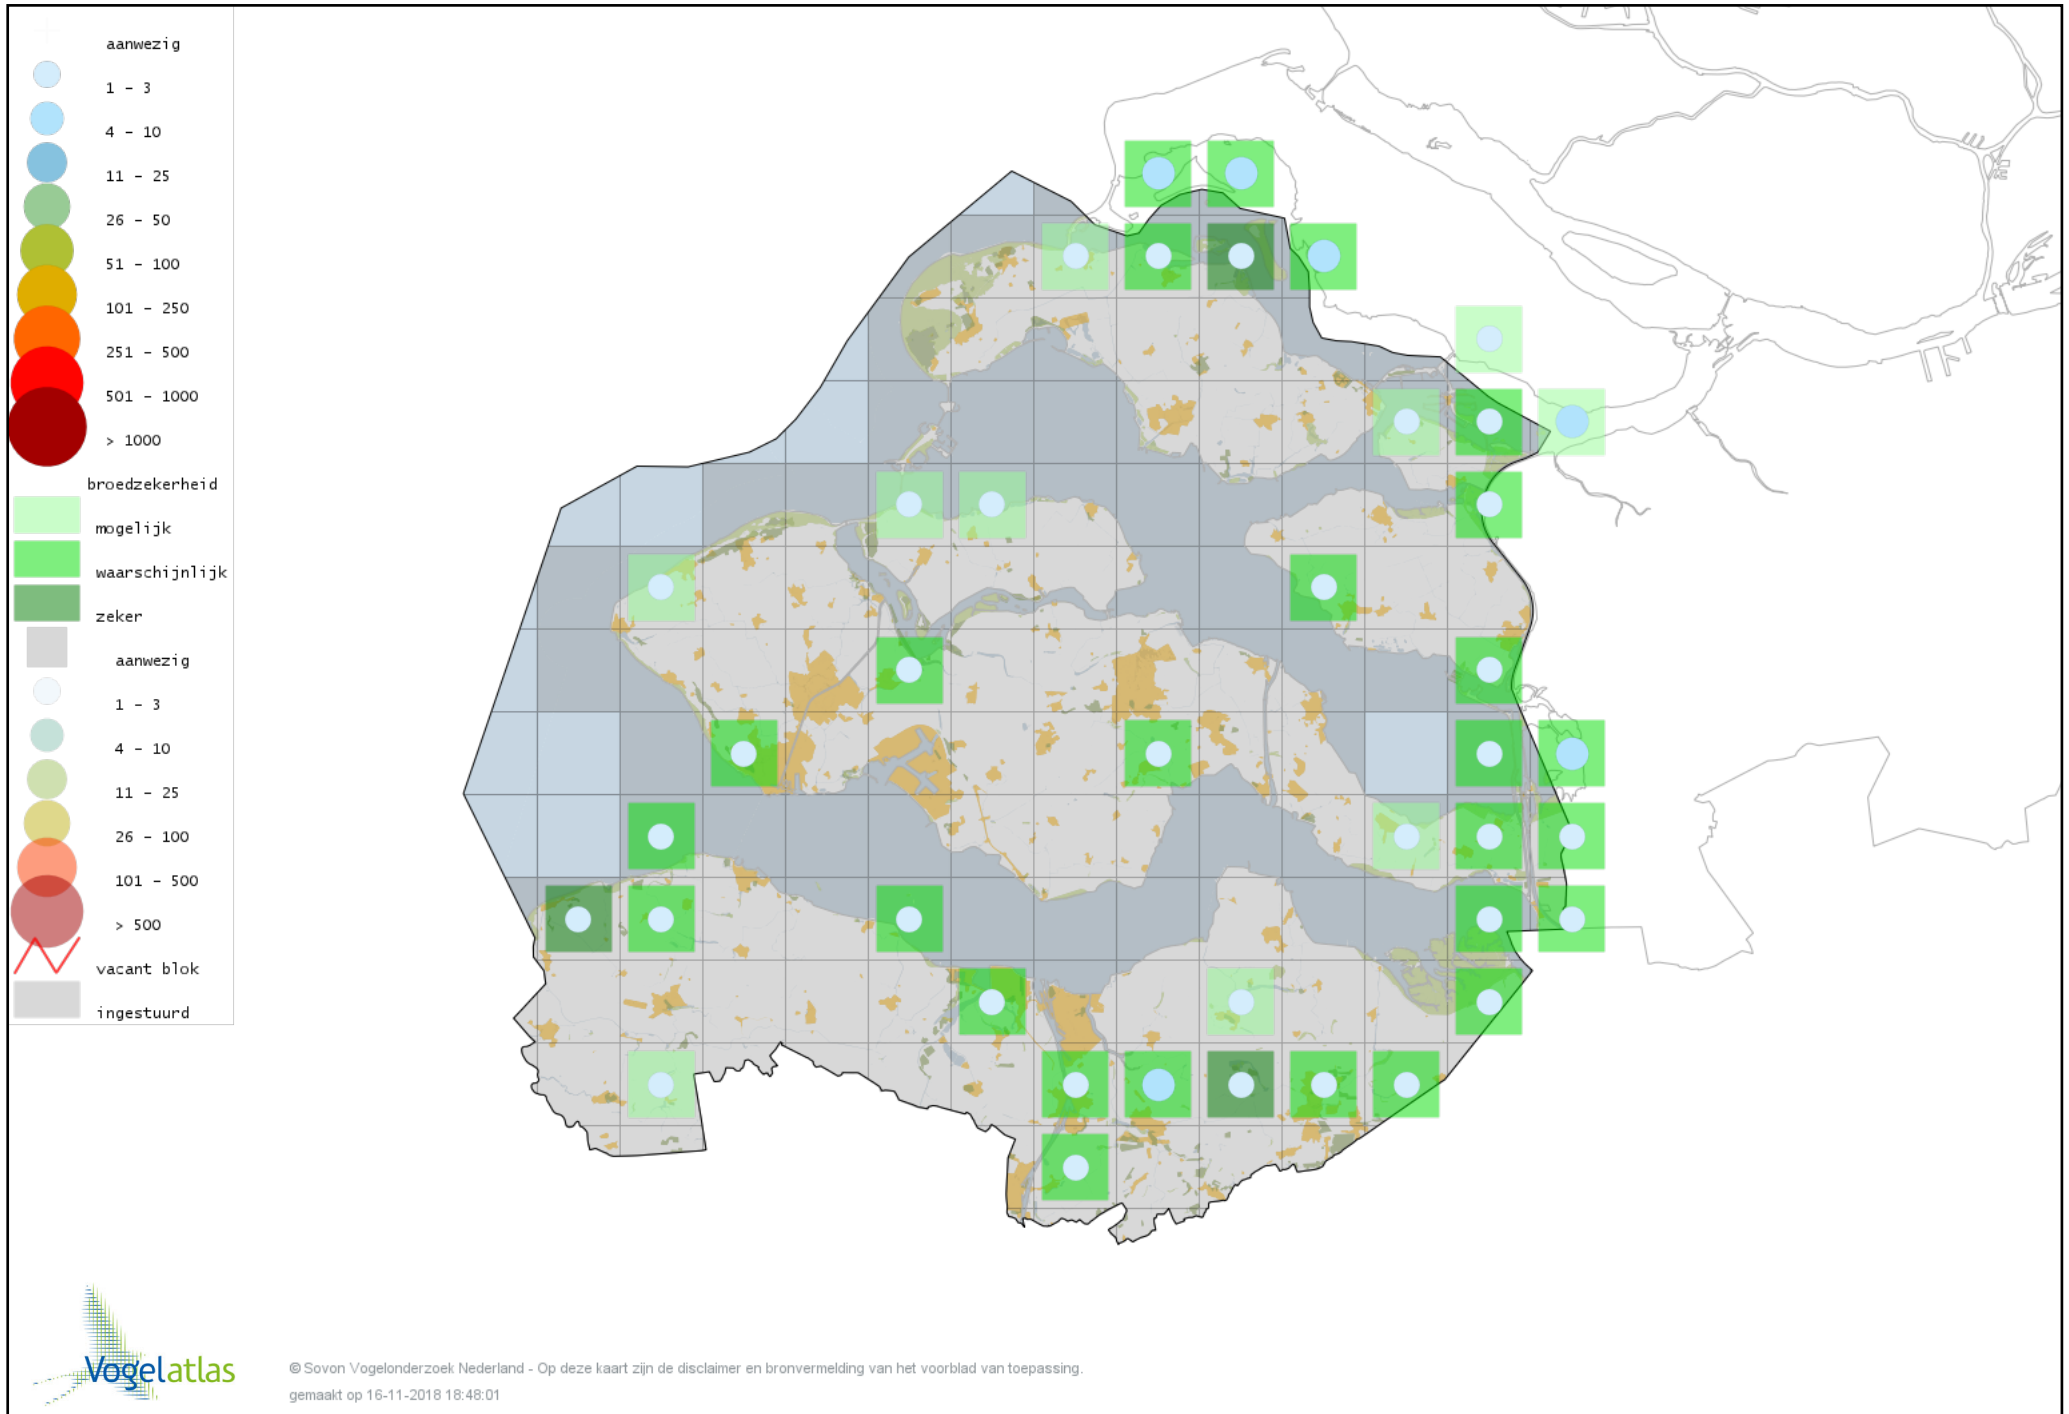 aanwezig
1 - 3
4 - 10
11 - 25
26 - 50
51 - 100
101 - 250
251 - 500
501 - 1000
> 1000
broedzekerheid
mogelijk
waarschijnlijk
zeker
aanwezig
1 - 3
4 - 10
11 - 25
26 - 100
101 - 500
> 500
vacant blok
ingestuurd
Vogelatlas
© Sovon Vogelonderzoek Nederland - Op deze kaart zijn de disclaimer en bronvermelding van het voorblad van toepassing.
gemaakt op 16-11-2018 18:48:01